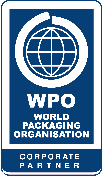 WPO
WORLD
PACKAGING
ORGANISATION
CORPORATE
PARTNER